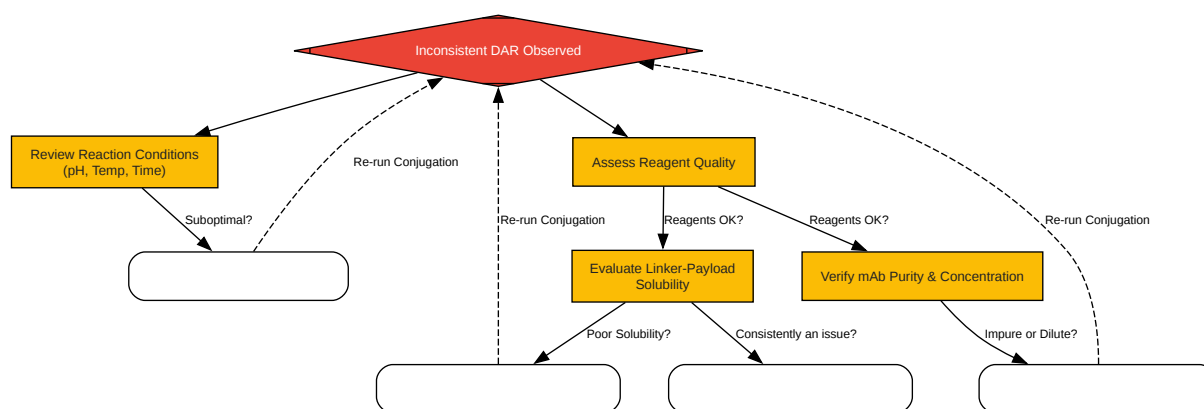 Inconsistent DAR Observed
Review Reaction Conditions
(pH, Temp, Time)
Re-run Conjugation
Assess Reagent Quality
Suboptimal?
Re-run Conjugation
Reagents OK?
Reagents OK?
Re-run Conjugation
Evaluate Linker-Payload
Solubility
Verify mAb Purity & Concentration
Poor Solubility?
Consistently an issue?
Impure or Dilute?